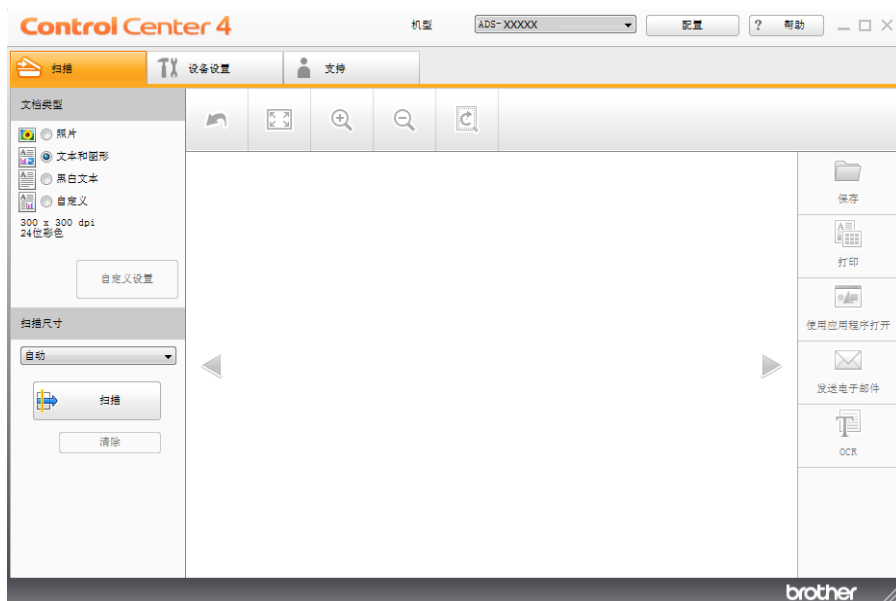 Control Center 4
机型
ADS-XXXXX
配置
? 帮助
扫描
设备设置
支持
文档类型
照片
文本和图形
黑白文本
自定义
300 x 300 dpi
24位彩色
自定义设置
扫描尺寸
自动
扫描
清除
保存
打印
使用应用程序打开
发送电子邮件
OCR
brother